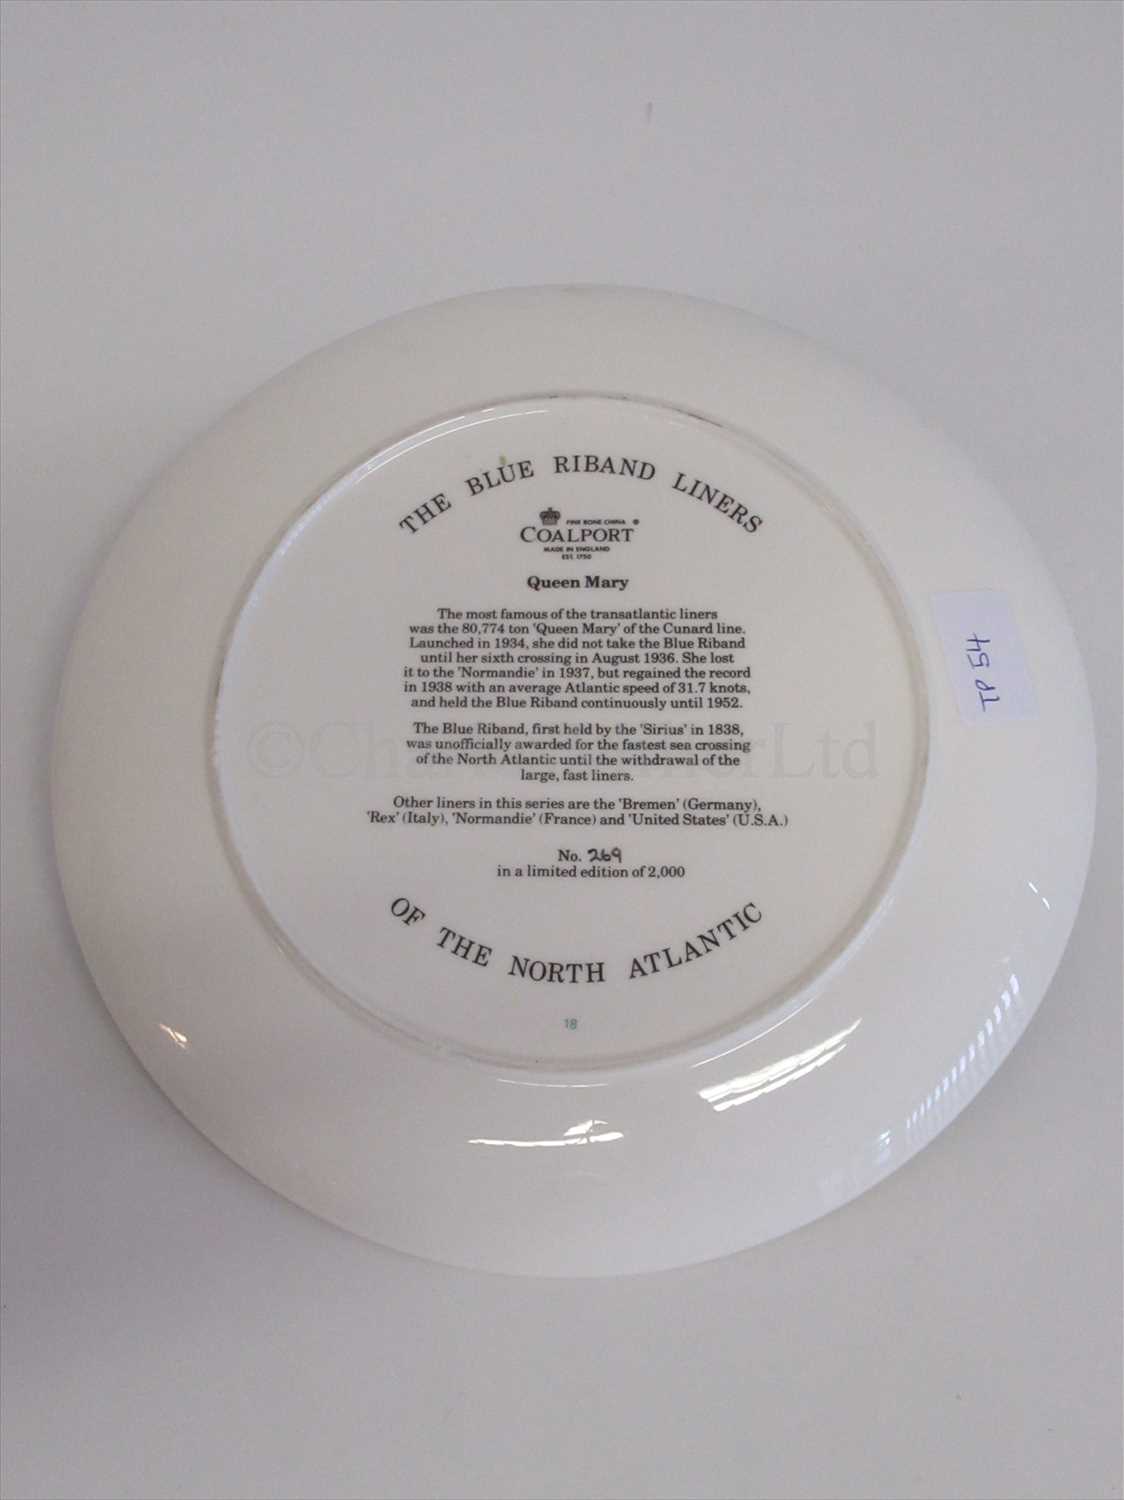 THE BLUE RIBAND LINERS
FINE BONE CHINA ®
COALPORT
MADE IN ENGLAND
EST. 1750
Queen Mary
The most famous of the transatlantic liners
was the 80,774 ton 'Queen Mary' of the Cunard line.
Launched in 1934, she did not take the Blue Riband
until her sixth crossing in August 1936. She lost
it to the 'Normandie' in 1937, but regained the record
in 1938 with an average Atlantic speed of 31.7 knots,
and held the Blue Riband continuously until 1952.
The Blue Riband, first held by the 'Sirius' in 1838,
was unofficially awarded for the fastest sea crossing
of the North Atlantic until the withdrawal of the
large, fast liners.
Other liners in this series are the 'Bremen' (Germany),
'Rex' (Italy), 'Normandie' (France) and 'United States' (U.S.A.)
No. 269
in a limited edition of 2,000
OF THE NORTH ATLANTIC
18
TP 54